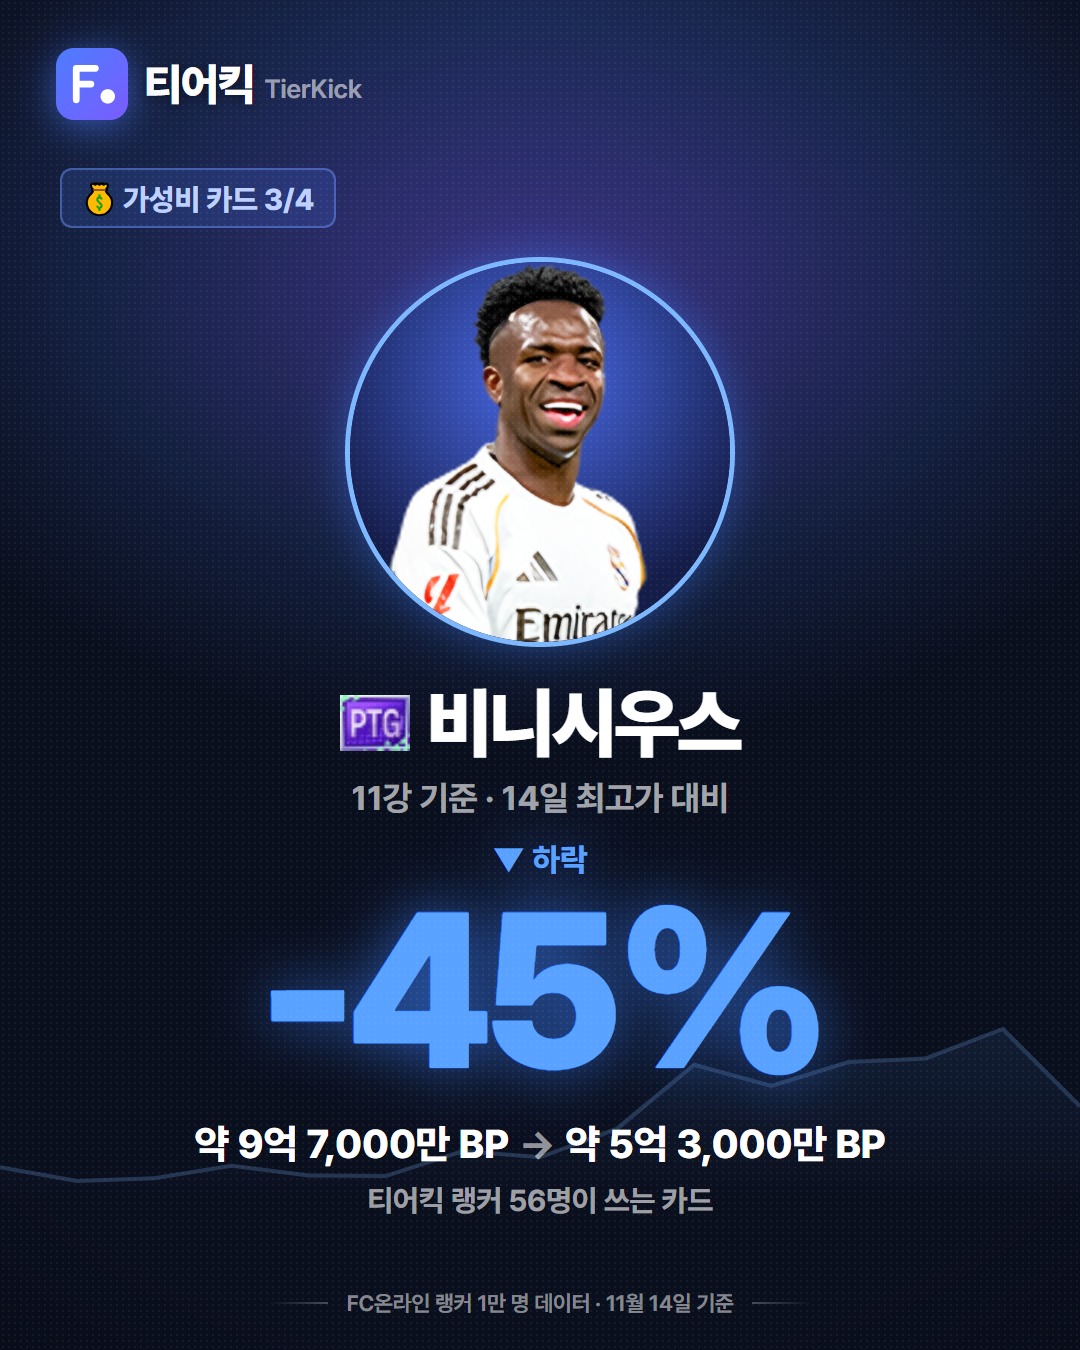 F.
티어킥 TierKick
가성비 카드 3/4
Emirate
PTG 비니시우스
11강 기준 · 14일 최고가 대비
▼ 하락
-45%
약 9억 7,000만 BP → 약 5억 3,000만 BP
티어킥 랭커 56명이 쓰는 카드
FC온라인 랭커 1만 명 데이터 · 11월 14일 기준